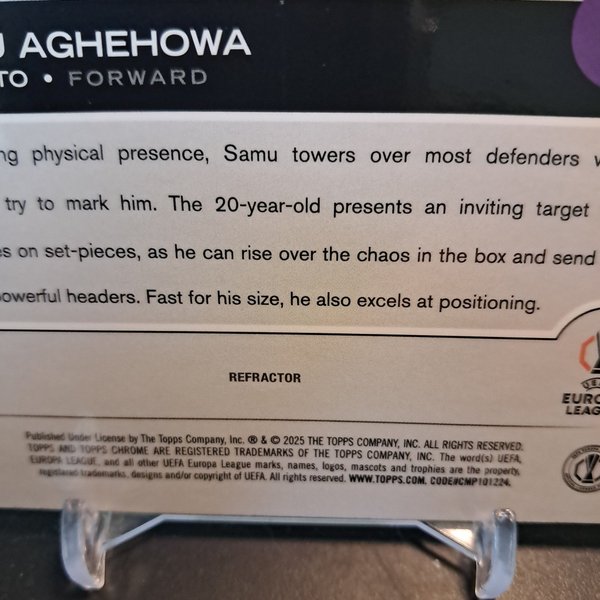 U AGHEHOWA
TO • FORWARD
ng physical presence, Samu towers over most defenders w
try to mark him. The 20-year-old presents an inviting target
es on set-pieces, as he can rise over the chaos in the box and send
powerful headers. Fast for his size, he also excels at positioning.
REFRACTOR
UE
EURO
LEAG
Published Under License by The Topps Company, Inc. ® & © 2025 THE TOPPS COMPANY, INC. ALL RIGHTS RESERVED.
TOPPS AND TOPPS CHROME ARE REGISTERED TRADEMARKS OF THE TOPPS COMPANY, INC. The word(s) UEFA,
EUROPA LEAGUE, and all other UEFA Europa League marks, names, logos, mascots and trophies are the property,
registered trademarks, designs and/or copyright of UEFA. All rights reserved. WWW.TOPPS.COM. CODE#CMP101224.